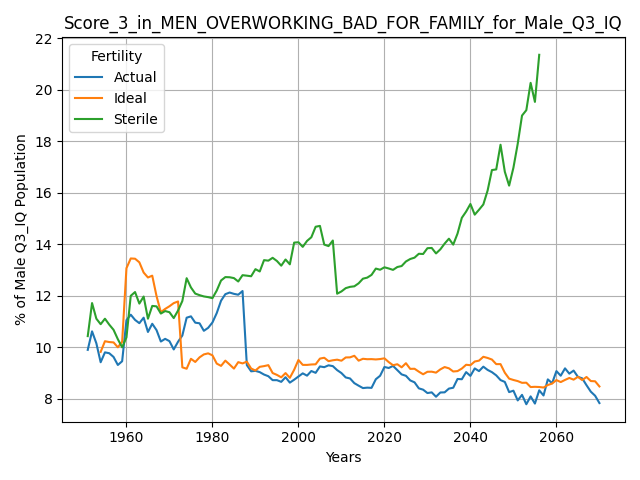 Score_3_in_MEN_OVERWORKING_BAD_FOR_FAMILY_for_Male_Q3_IQ
Fertility
Actual
Ideal
Sterile
% of Male Q3_IQ Population
22
20
18
16
14
12
10
8
1960
1980
2000
2020
2040
2060
Years